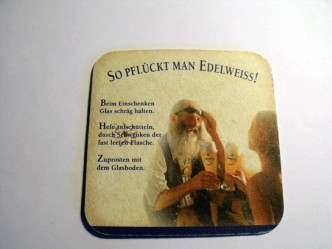 SO PFLÜCKT MAN EDELWEISS!
Beim Einschenken
Glas schräg halten.
Hefe aufschütteln,
durch Schwenken der
fast leeren Flasche.
Zuprosten mit
dem Glasboden.